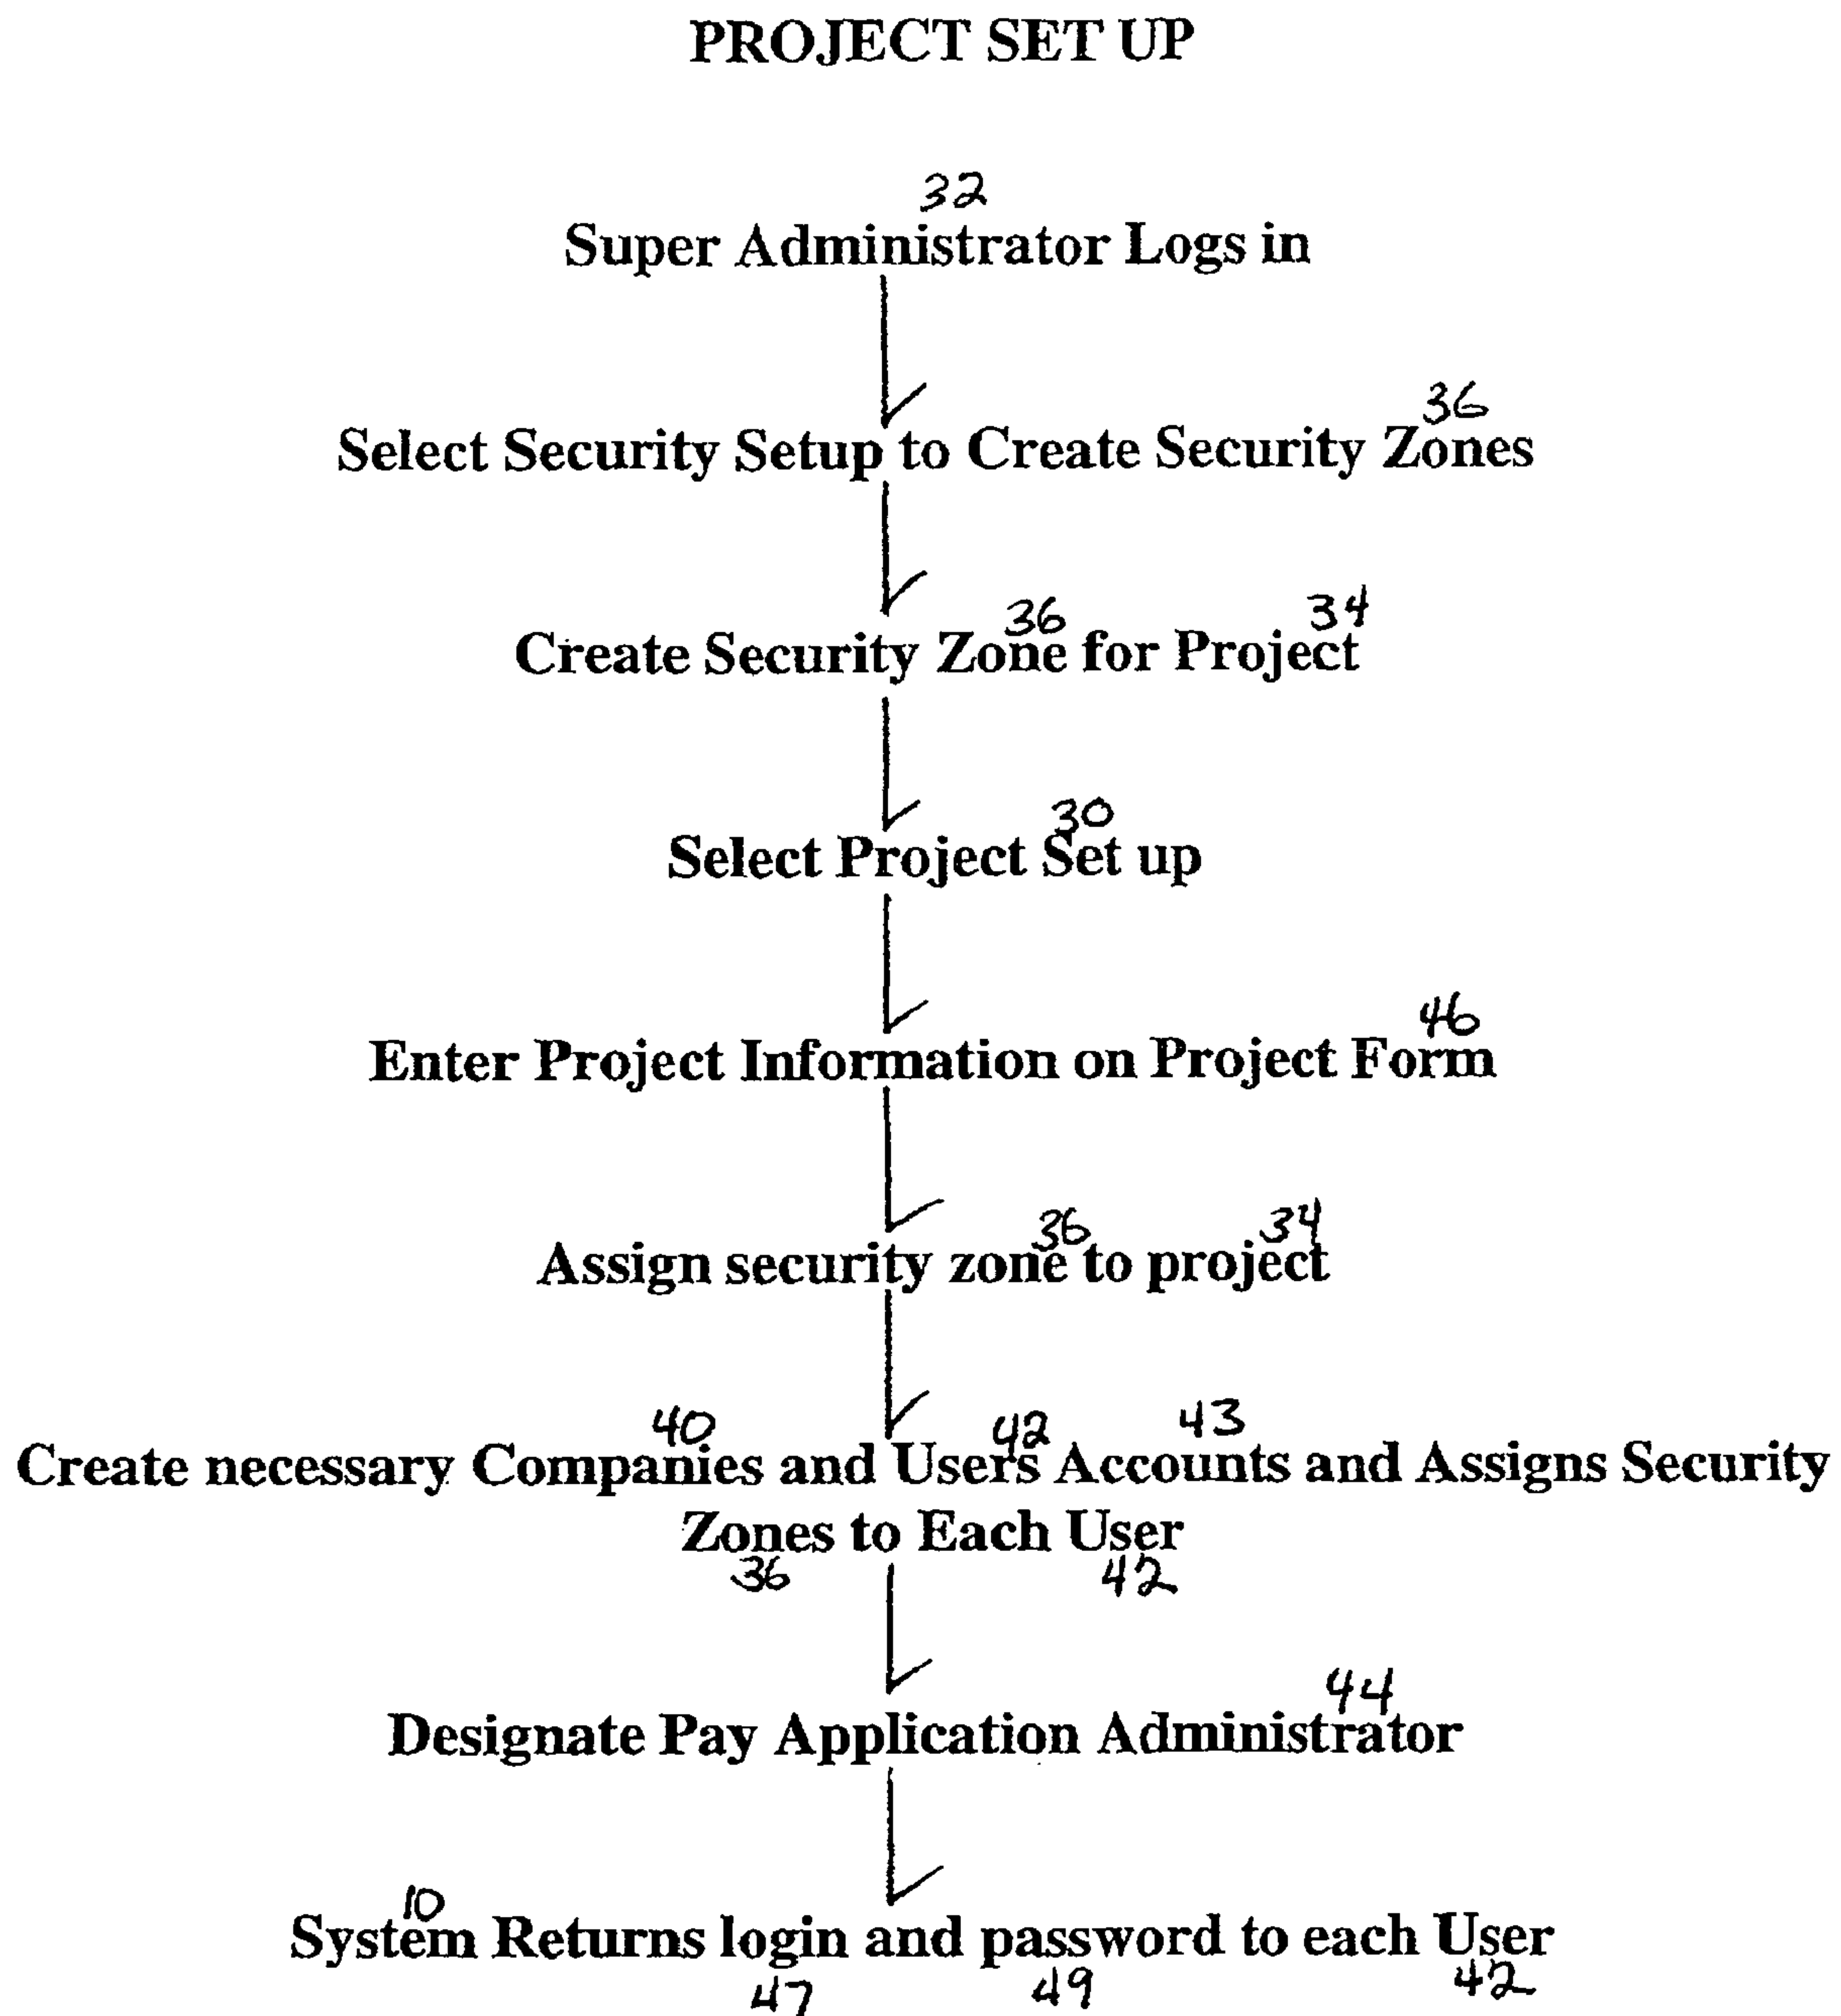 PROJECT SET UP
32
Super Administrator Logs in
36
Select Security Setup to Create Security Zones
36 34
Create Security Zone for Project
30
Select Project Set up
46
Enter Project Information on Project Form
36 34
Assign security zone to project
40 42 43
Create necessary Companies and Users Accounts and Assigns Security
Zones to Each User
36 42
44
Designate Pay Application Administrator
10
System Returns login and password to each User
47 49 42